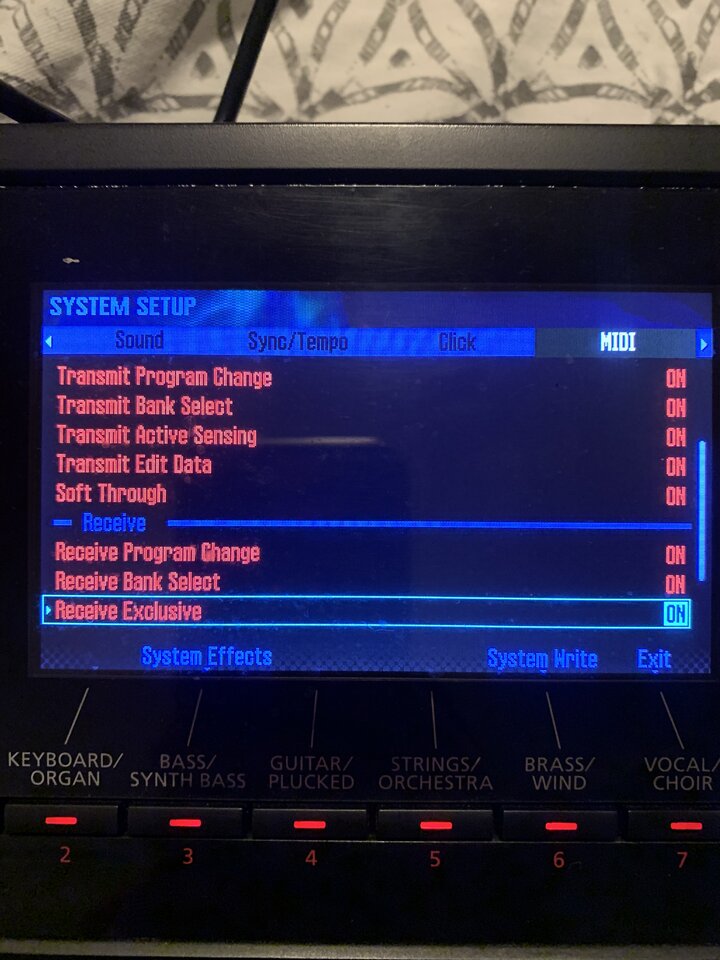 SYSTEM SETUP
Sound Sync/Tempo Click MIDI
Transmit Program Change ON
Transmit Bank Select ON
Transmit Active Sensing ON
Transmit Edit Data ON
Soft Through ON
Receive
Receive Program Change ON
Receive Bank Select ON
Receive Exclusive ON
System Effects System Write Exit
KEYBOARD/ BASS/ GUITAR/ STRINGS/ BRASS/ VOCAL/
ORGAN SYNTH BASS PLUCKED ORCHESTRA WIND CHOIR
2 3 4 5 6 7